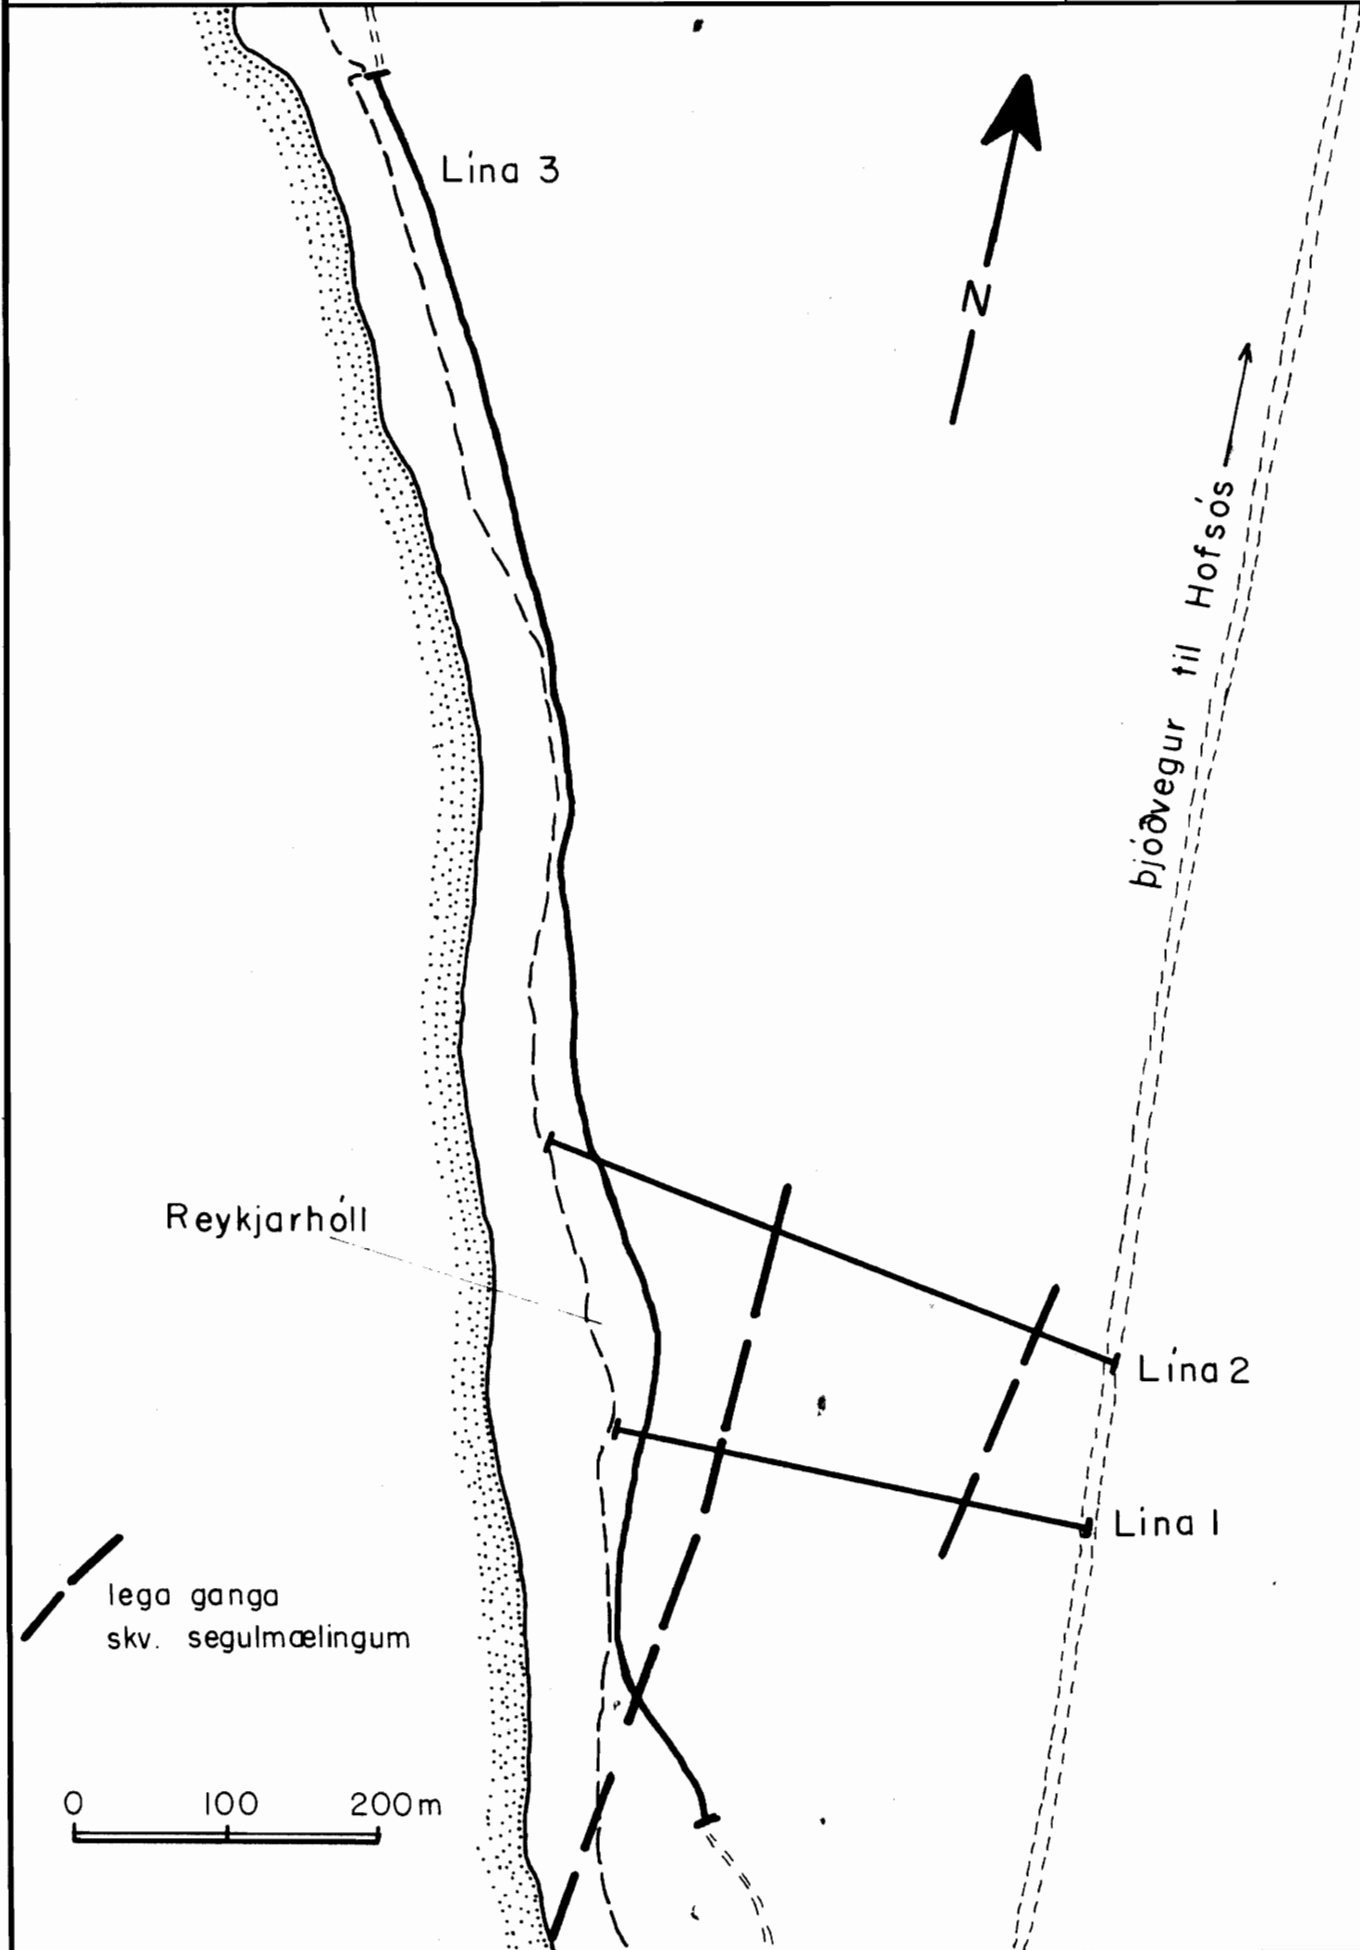 Lína 3
N
þjóðvegur til Hofsós
Reykjarhóll
Lína 2
Lína 1
lega ganga
skv. segulmælingum
0 100 200m